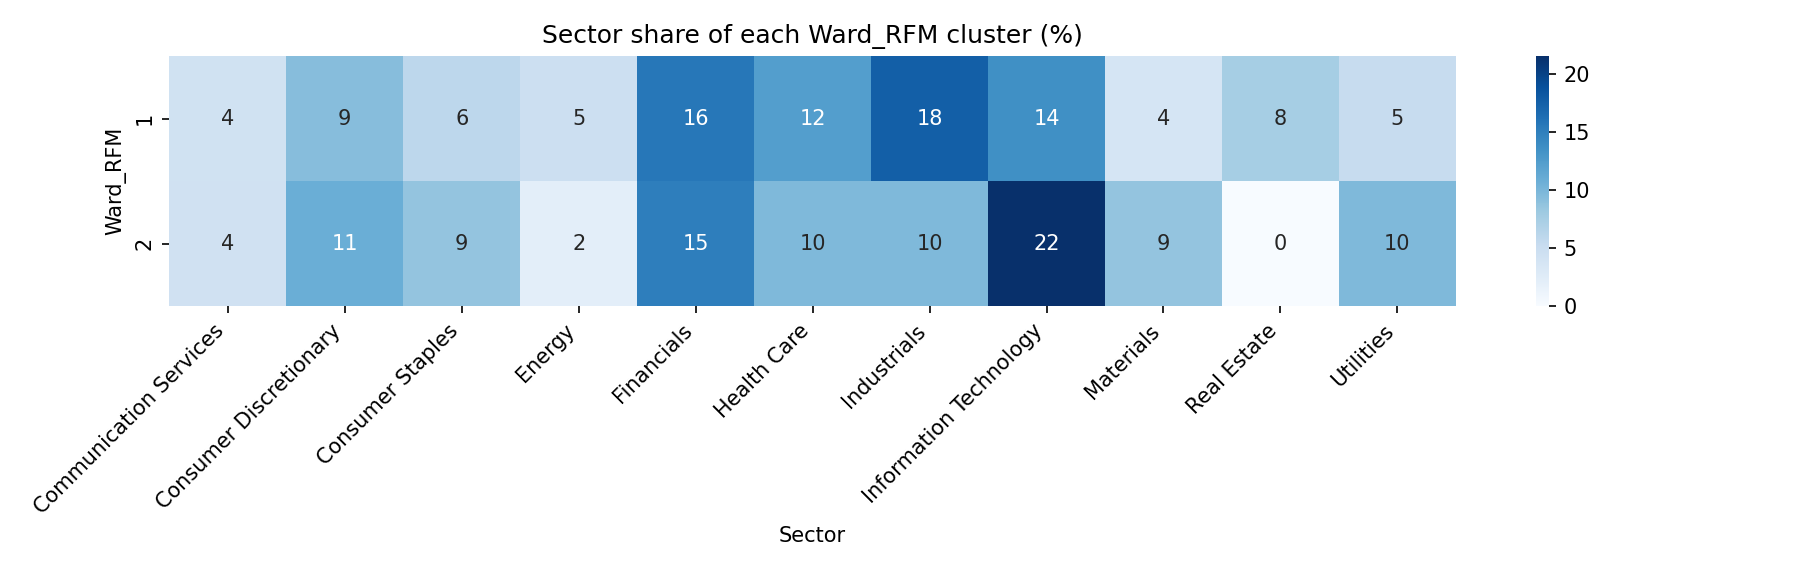 Sector share of each Ward_RFM cluster (%)
Ward_RFM
1
4 9 6 5 16 12 18 14 4 8 5
2
4 11 9 2 15 10 10 22 9 0 10
Communication Services
Consumer Discretionary
Consumer Staples
Energy
Financials
Health Care
Industrials
Information Technology
Materials
Real Estate
Utilities
Sector
20
15
10
5
0